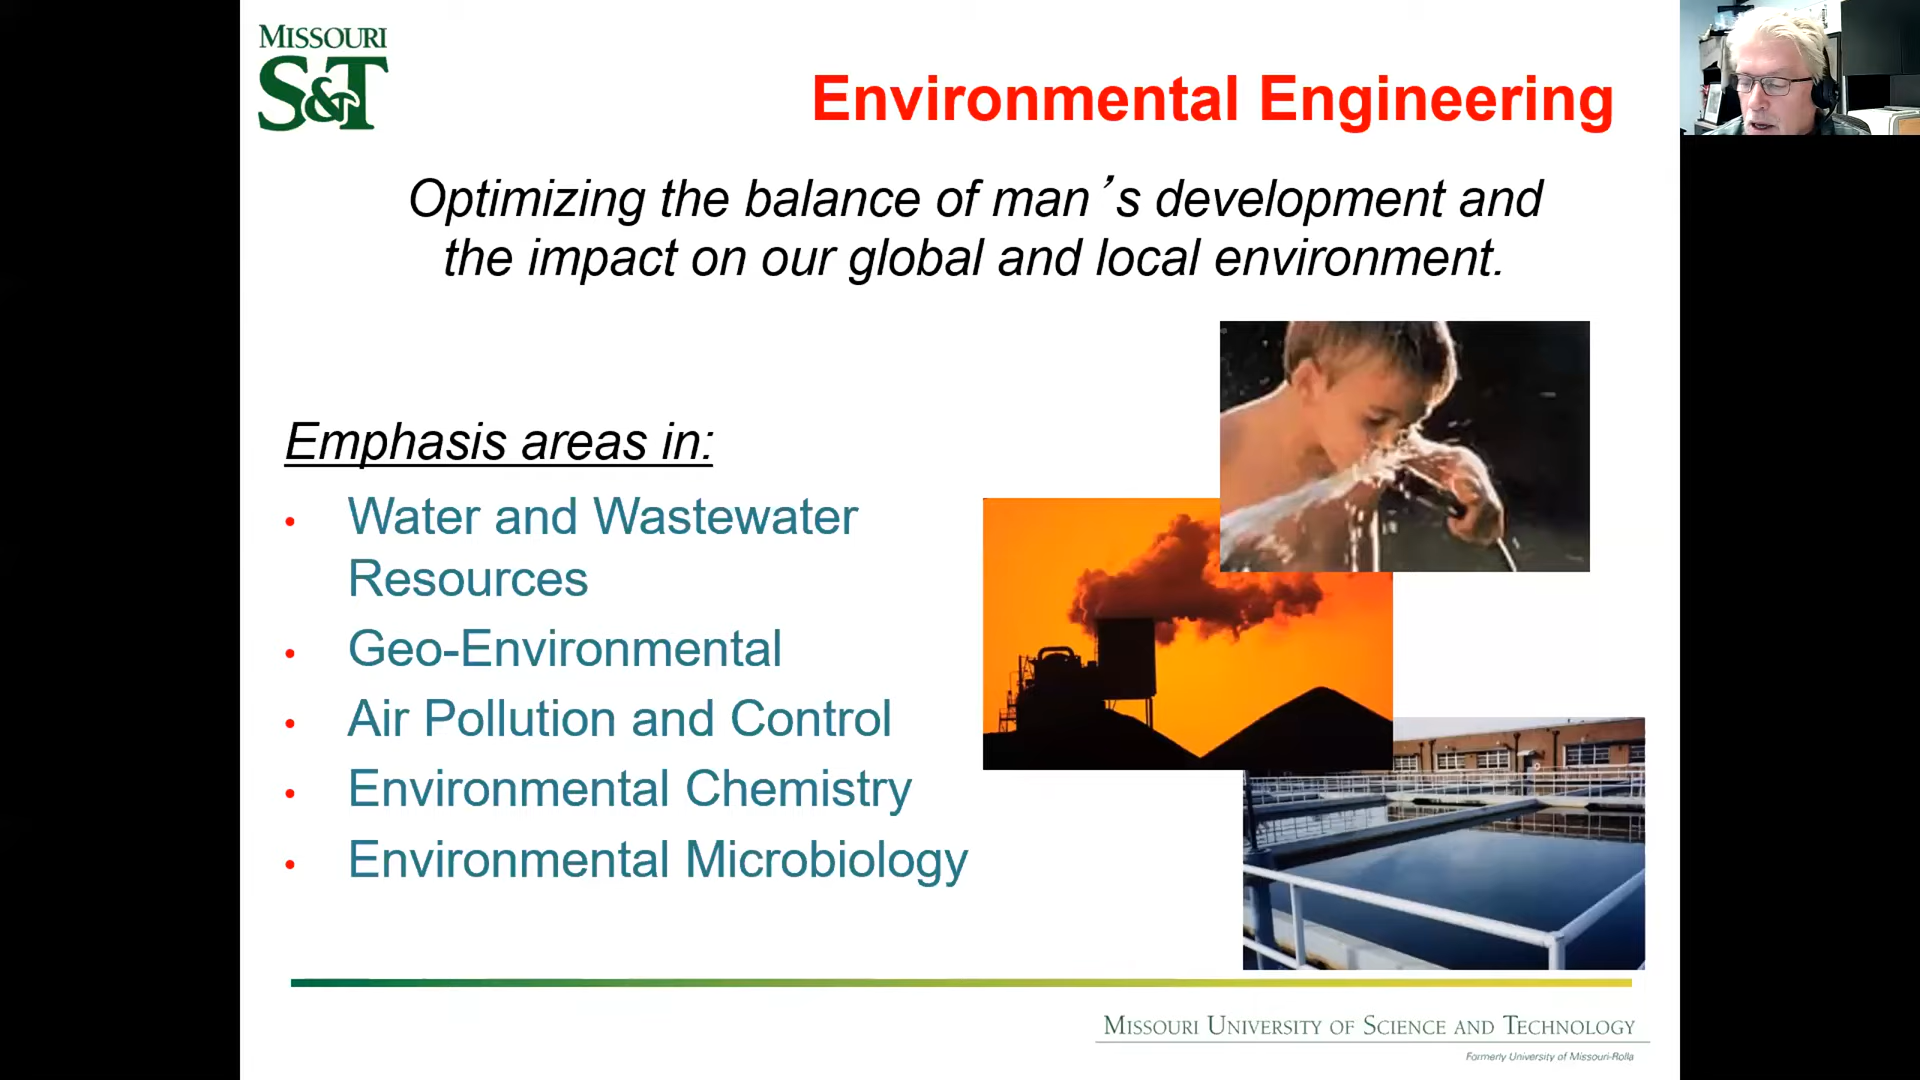 MISSOURI
S&T
Environmental Engineering
Optimizing the balance of man’s development and
the impact on our global and local environment.
Emphasis areas in:
• Water and Wastewater
Resources
• Geo-Environmental
• Air Pollution and Control
• Environmental Chemistry
• Environmental Microbiology
MISSOURI UNIVERSITY OF SCIENCE AND TECHNOLOGY
Formerly University of Missouri-Rolla